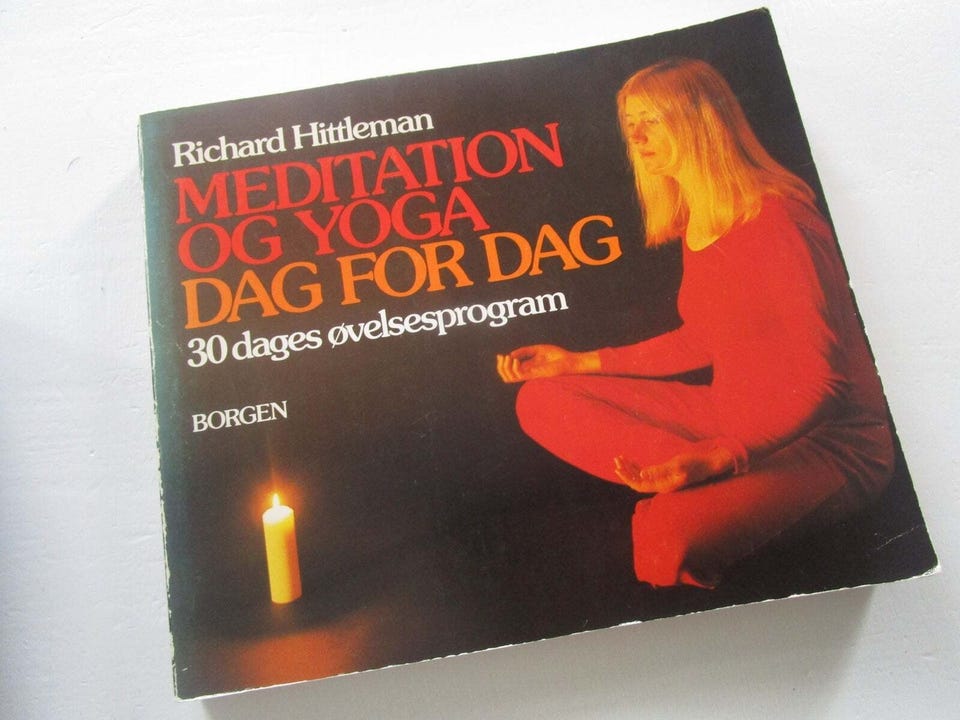 Richard Hittleman
MEDITATION
OG YOGA
DAG FOR DAG
30 dages øvelsesprogram
BORGEN